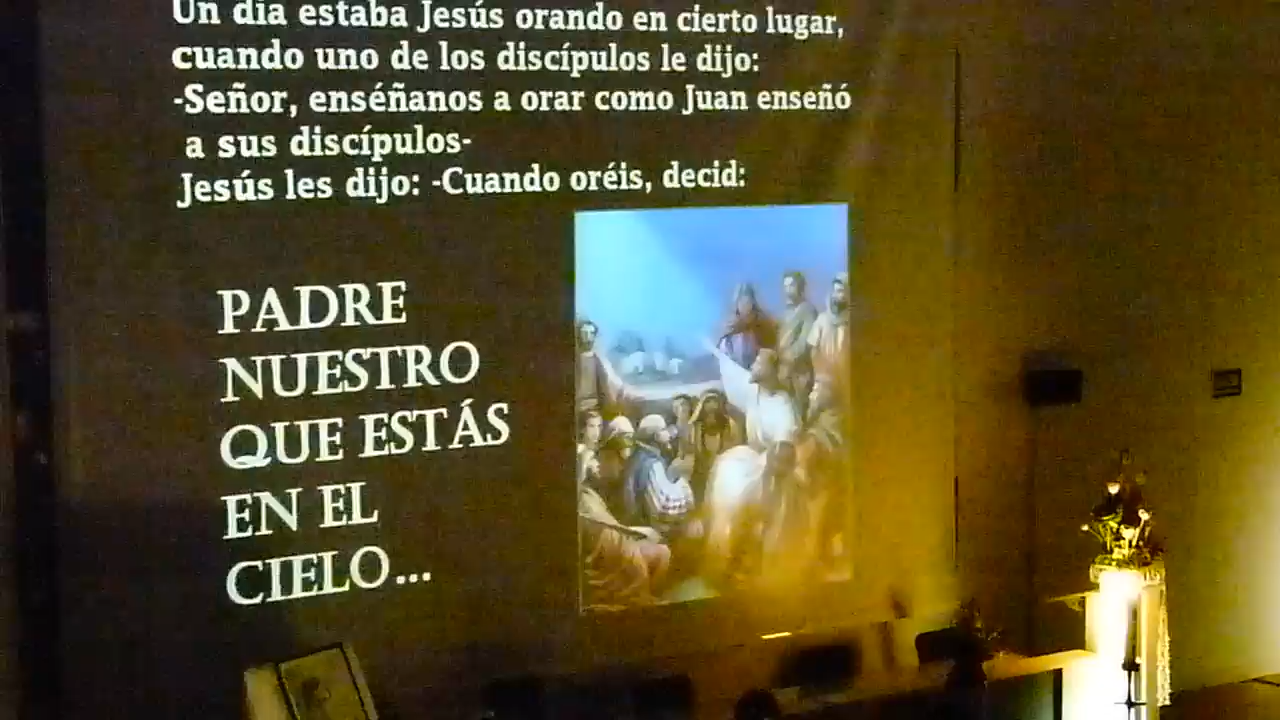 Un día estaba Jesús orando en cierto lugar,
cuando uno de los discípulos le dijo:
-Señor, enséñanos a orar como Juan enseñó
a sus discípulos-
Jesús les dijo: -Cuando oréis, decid:
PADRE
NUESTRO
QUE ESTÁS
EN EL
CIELO...